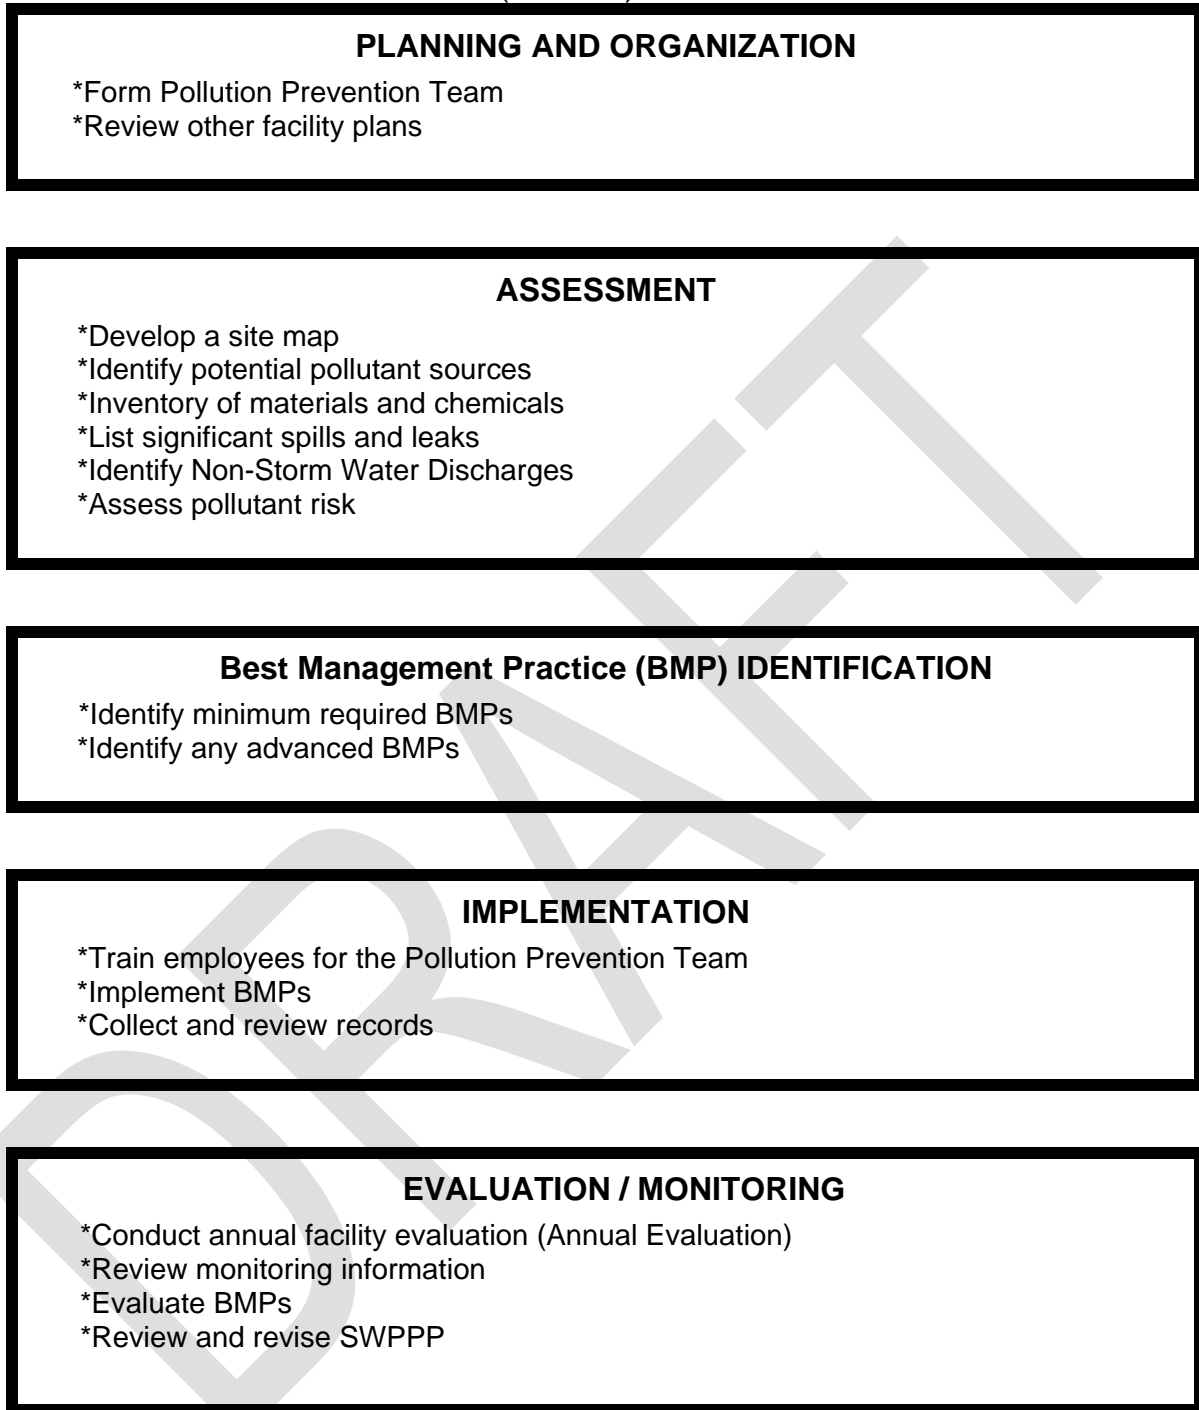 PLANNING AND ORGANIZATION
*Form Pollution Prevention Team
*Review other facility plans
ASSESSMENT
*Develop a site map
*Identify potential pollutant sources
*Inventory of materials and chemicals
*List significant spills and leaks
*Identify Non-Storm Water Discharges
*Assess pollutant risk
Best Management Practice (BMP) IDENTIFICATION
*Identify minimum required BMPs
*Identify any advanced BMPs
IMPLEMENTATION
*Train employees for the Pollution Prevention Team
*Implement BMPs
*Collect and review records
EVALUATION / MONITORING
*Conduct annual facility evaluation (Annual Evaluation)
*Review monitoring information
*Evaluate BMPs
*Review and revise SWPPP
DRAFT